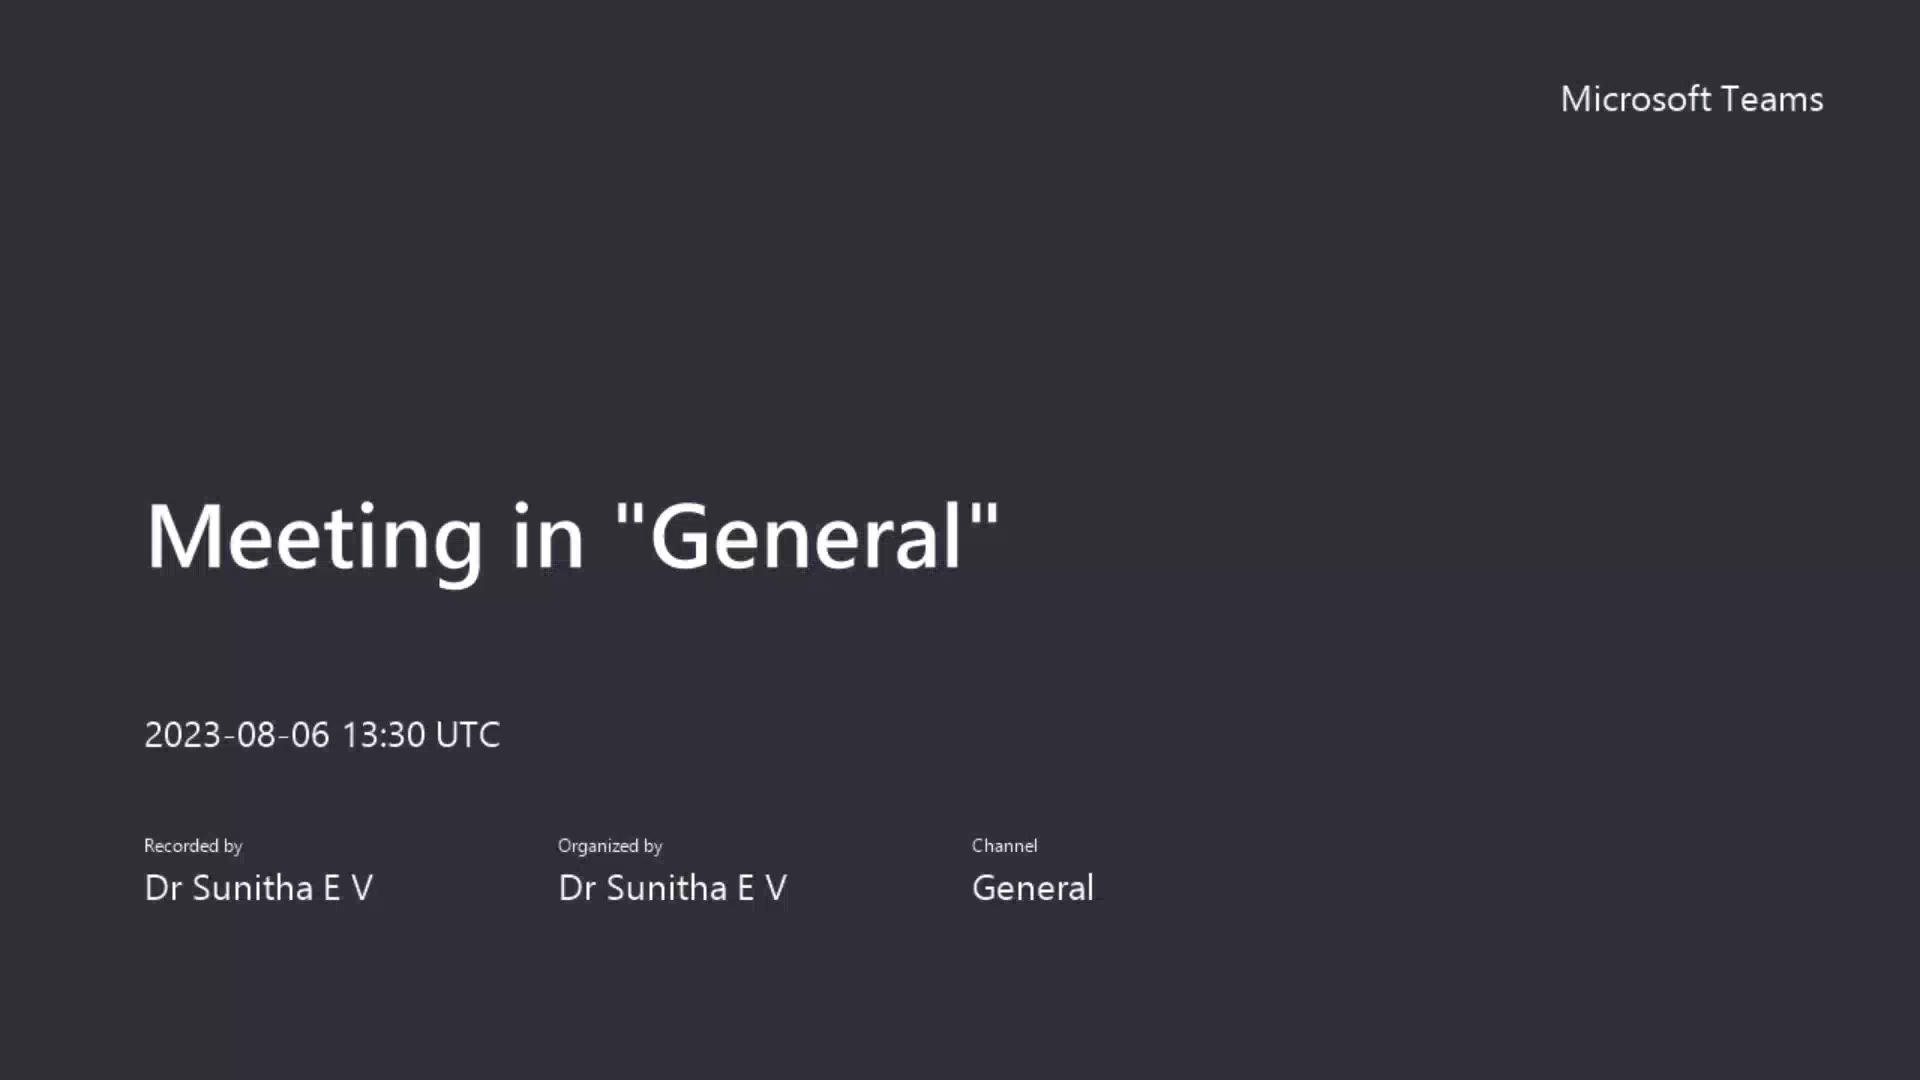 Microsoft Teams
Meeting in "General"
2023-08-06 13:30 UTC
Recorded by
Dr Sunitha E V
Organized by
Dr Sunitha E V
Channel
General